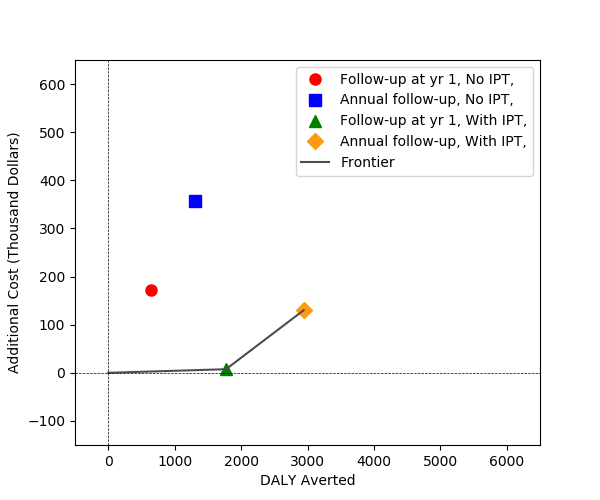 Follow-up at yr 1, No IPT,
Annual follow-up, No IPT,
Follow-up at yr 1, With IPT,
Annual follow-up, With IPT,
Frontier
Additional Cost (Thousand Dollars)
600
500
400
300
200
100
0
−100
0 1000 2000 3000 4000 5000 6000
DALY Averted